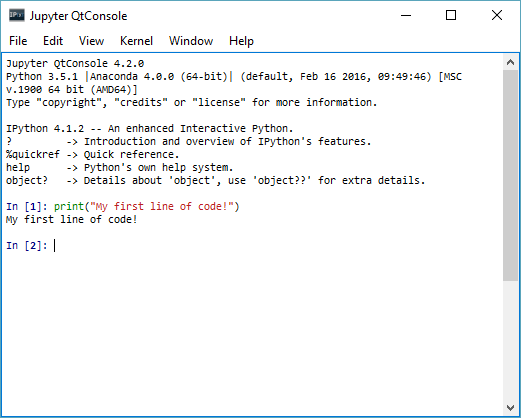 Jupyter QtConsole
File Edit View Kernel Window Help
Jupyter QtConsole 4.2.0
Python 3.5.1 |Anaconda 4.0.0 (64-bit)| (default, Feb 16 2016, 09:49:46) [MSC
v.1900 64 bit (AMD64)]
Type "copyright", "credits" or "license" for more information.
IPython 4.1.2 -- An enhanced Interactive Python.
?         -> Introduction and overview of IPython's features.
%quickref -> Quick reference.
help      -> Python's own help system.
object?   -> Details about 'object', use 'object??' for extra details.
In [1]: print("My first line of code!")
My first line of code!
In [2]: